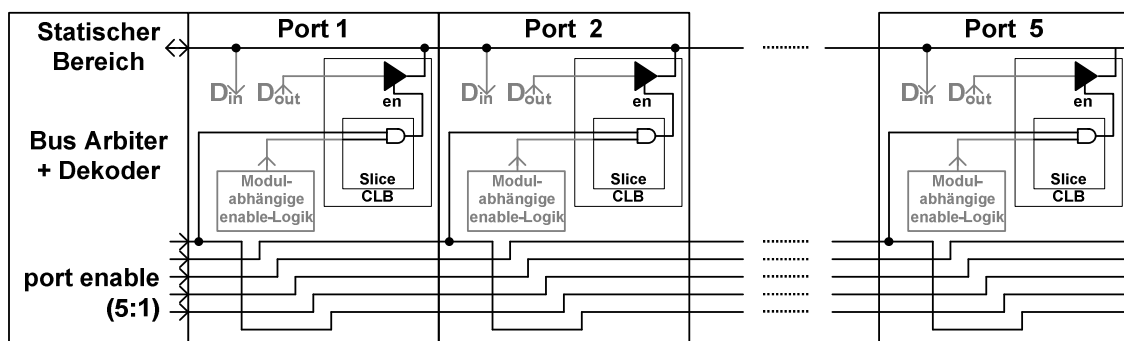 Statischer
Bereich
Bus Arbiter
+ Dekoder
port enable
(5:1)
Port 1
Din
Dout
en
Slice
CLB
Modul-
abhängige
enable-Logik
Port 2
Din
Dout
en
Slice
CLB
Modul-
abhängige
enable-Logik
Port 5
Din
Dout
en
Slice
CLB
Modul-
abhängige
enable-Logik